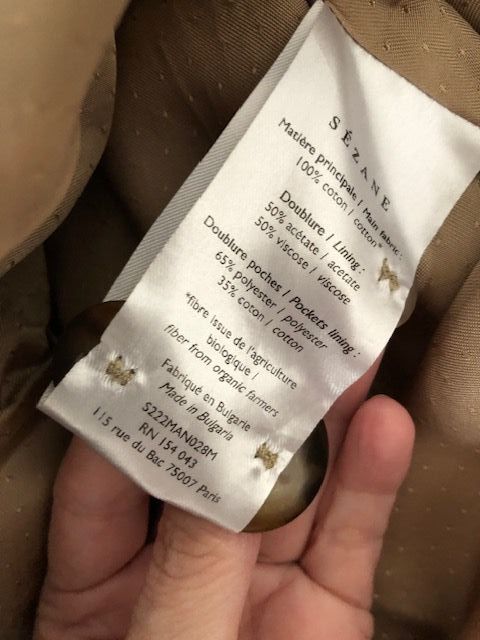 SÉZANE
Matière principale / Main fabric :
100% coton / cotton*
Doublure / Lining :
50% acétate / acetate
50% viscose / viscose
Doublure poches / Pockets lining :
65% polyester / polyester
35% coton / cotton
*fibre issue de l'agriculture
biologique /
fiber from organic farmers
Fabriqué en Bulgarie
Made in Bulgaria
S222MAN028M
RN 154 043
115 rue du Bac 75007 Paris